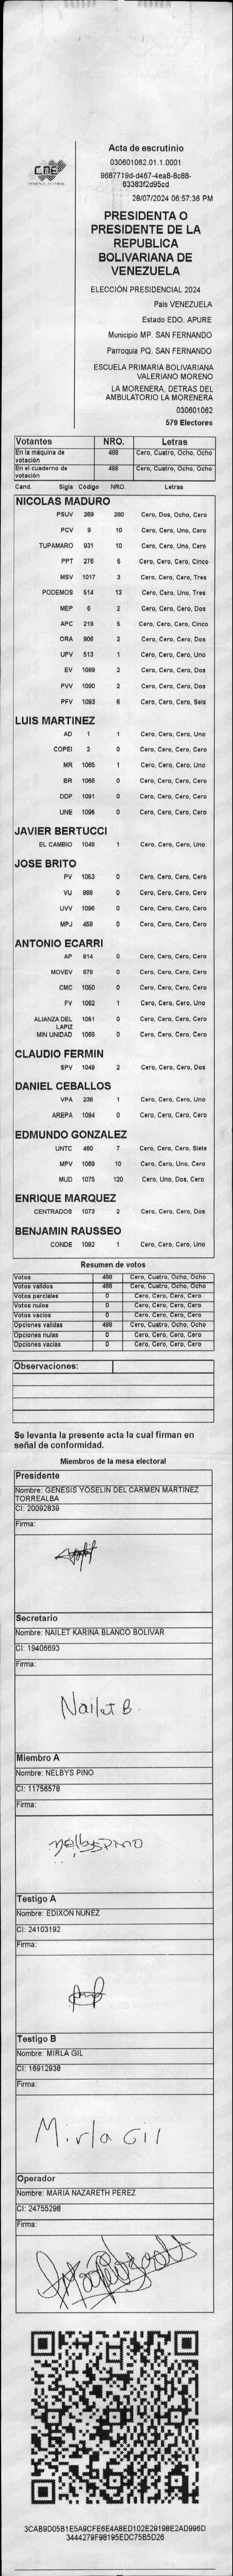 CNE
Acta de escrutinio
030601062.01.1.0001
9687719d-d467-4ea8-8c88-
83383f2d95cd
28/07/2024 06:57:36 PM
PRESIDENTA O
PRESIDENTE DE LA
REPUBLICA
BOLIVARIANA DE
VENEZUELA
ELECCIÓN PRESIDENCIAL 2024
Pais VENEZUELA
Estado EDO. APURE
Municipio MP. SAN FERNANDO
Parroquia PQ. SAN FERNANDO
ESCUELA PRIMARIA BOLIVARIANA
VALERIANO MORENO
LA MORENERA, DETRAS DEL
AMBULATORIO LA MORENERA
030601062
579 Electores
Votantes NRO. Letras
En la máquina de votación 488 Cero, Cuatro, Ocho, Ocho
En el cuaderno de votación 488 Cero, Cuatro, Ocho, Ocho
Cand. Sigla Código NRO. Letras
NICOLAS MADURO
PSUV 269 280 Cero, Dos, Ocho, Cero
PCV 9 10 Cero, Cero, Uno, Cero
TUPAMARO 931 10 Cero, Cero, Uno, Cero
PPT 276 5 Cero, Cero, Cero, Cinco
MSV 1017 3 Cero, Cero, Cero, Tres
PODEMOS 514 13 Cero, Cero, Uno, Tres
MEP 6 2 Cero, Cero, Cero, Dos
APC 219 5 Cero, Cero, Cero, Cinco
ORA 906 2 Cero, Cero, Cero, Dos
UPV 513 1 Cero, Cero, Cero, Uno
EV 1089 2 Cero, Cero, Cero, Dos
PVV 1090 2 Cero, Cero, Cero, Dos
PFV 1093 6 Cero, Cero, Cero, Seis
LUIS MARTINEZ
AD 1 1 Cero, Cero, Cero, Uno
COPEI 2 0 Cero, Cero, Cero, Cero
MR 1065 1 Cero, Cero, Cero, Uno
BR 1066 0 Cero, Cero, Cero, Cero
DDP 1091 0 Cero, Cero, Cero, Cero
UNE 1095 0 Cero, Cero, Cero, Cero
JAVIER BERTUCCI
EL CAMBIO 1048 1 Cero, Cero, Cero, Uno
JOSE BRITO
PV 1053 0 Cero, Cero, Cero, Cero
VU 868 0 Cero, Cero, Cero, Cero
UVV 1096 0 Cero, Cero, Cero, Cero
MPJ 458 0 Cero, Cero, Cero, Cero
ANTONIO ECARRI
AP 914 0 Cero, Cero, Cero, Cero
MOVEV 879 0 Cero, Cero, Cero, Cero
CMC 1050 0 Cero, Cero, Cero, Cero
FV 1052 1 Cero, Cero, Cero, Uno
ALIANZA DEL LAPIZ 1051 0 Cero, Cero, Cero, Cero
MIN UNIDAD 1068 0 Cero, Cero, Cero, Cero
CLAUDIO FERMIN
SPV 1049 2 Cero, Cero, Cero, Dos
DANIEL CEBALLOS
VPA 236 1 Cero, Cero, Cero, Uno
AREPA 1094 0 Cero, Cero, Cero, Cero
EDMUNDO GONZALEZ
UNTC 460 7 Cero, Cero, Cero, Siete
MPV 1069 10 Cero, Cero, Uno, Cero
MUD 1075 120 Cero, Uno, Dos, Cero
ENRIQUE MARQUEZ
CENTRADOS 1073 2 Cero, Cero, Cero, Dos
BENJAMIN RAUSSEO
CONDE 1092 1 Cero, Cero, Cero, Uno
Resumen de votos
Votos 488 Cero, Cuatro, Ocho, Ocho
Votos validos 488 Cero, Cuatro, Ocho, Ocho
Votos parciales 0 Cero, Cero, Cero, Cero
Votos nulos 0 Cero, Cero, Cero, Cero
Votos vacios 0 Cero, Cero, Cero, Cero
Opciones validas 488 Cero, Cuatro, Ocho, Ocho
Opciones nulas 0 Cero, Cero, Cero, Cero
Opciones vacias 0 Cero, Cero, Cero, Cero
Observaciones:
Se levanta la presente acta la cual firman en
señal de conformidad.
Miembros de la mesa electoral
Presidente
Nombre: GENESIS YOSELIN DEL CARMEN MARTINEZ
TORREALBA
CI: 20092839
Firma:
Secretario
Nombre: NAILET KARINA BLANCO BOLIVAR
CI: 19406693
Firma:
Nailet B.
Miembro A
Nombre: NELBYS PINO
CI: 11756578
Firma:
nelbys PINO
Testigo A
Nombre: EDIXON NUÑEZ
CI: 24103192
Firma:
Testigo B
Nombre: MIRLA GIL
CI: 16912938
Firma:
Mirla Gil
Operador
Nombre: MARIA NAZARETH PEREZ
CI: 24755298
Firma:
3CAB9D05B1E5A9CFE6E4A8ED102E29198E2AD996D
3444279F98195EDC75B5D26